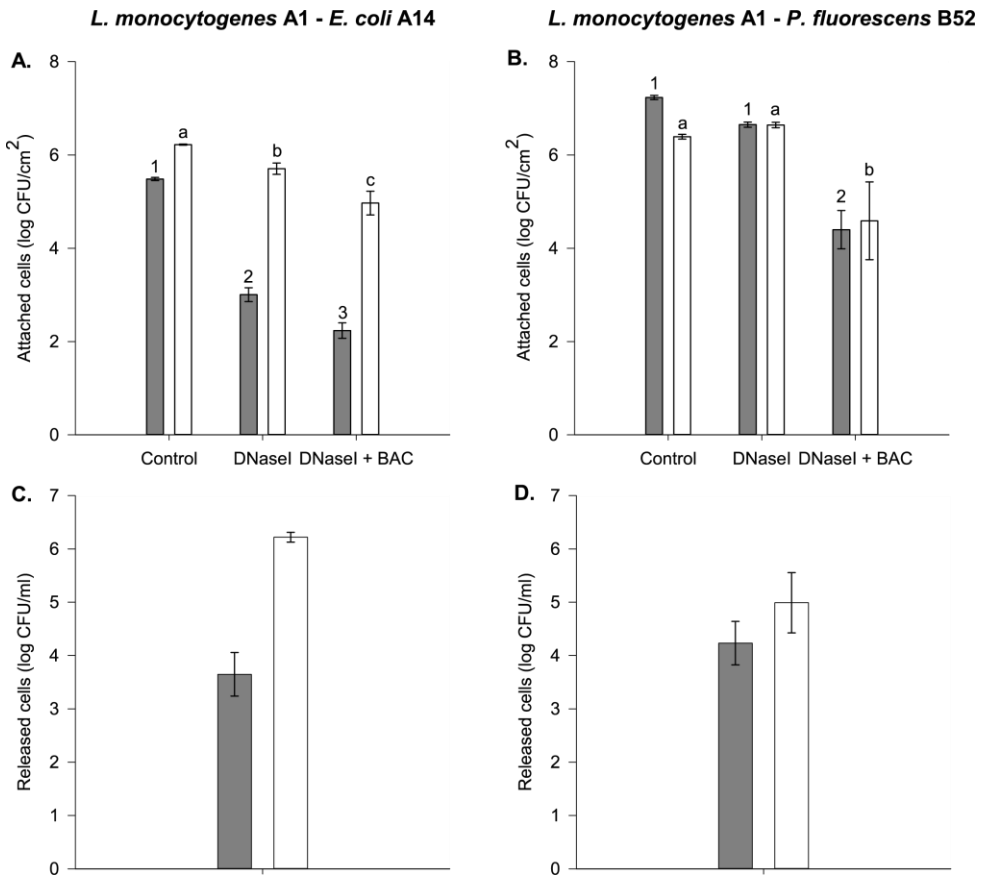 L. monocytogenes A1 - E. coli A14
L. monocytogenes A1 - P. fluorescens B52
A.
8
6
4
2
0
Attached cells (log CFU/cm2)
1
a
2
b
3
c
Control
DNaseI
DNaseI + BAC
B.
8
6
4
2
0
Attached cells (log CFU/cm2)
1
a
1
a
2
b
Control
DNaseI
DNaseI + BAC
C.
7
6
5
4
3
2
1
0
Released cells (log CFU/ml)
D.
7
6
5
4
3
2
1
0
Released cells (log CFU/ml)